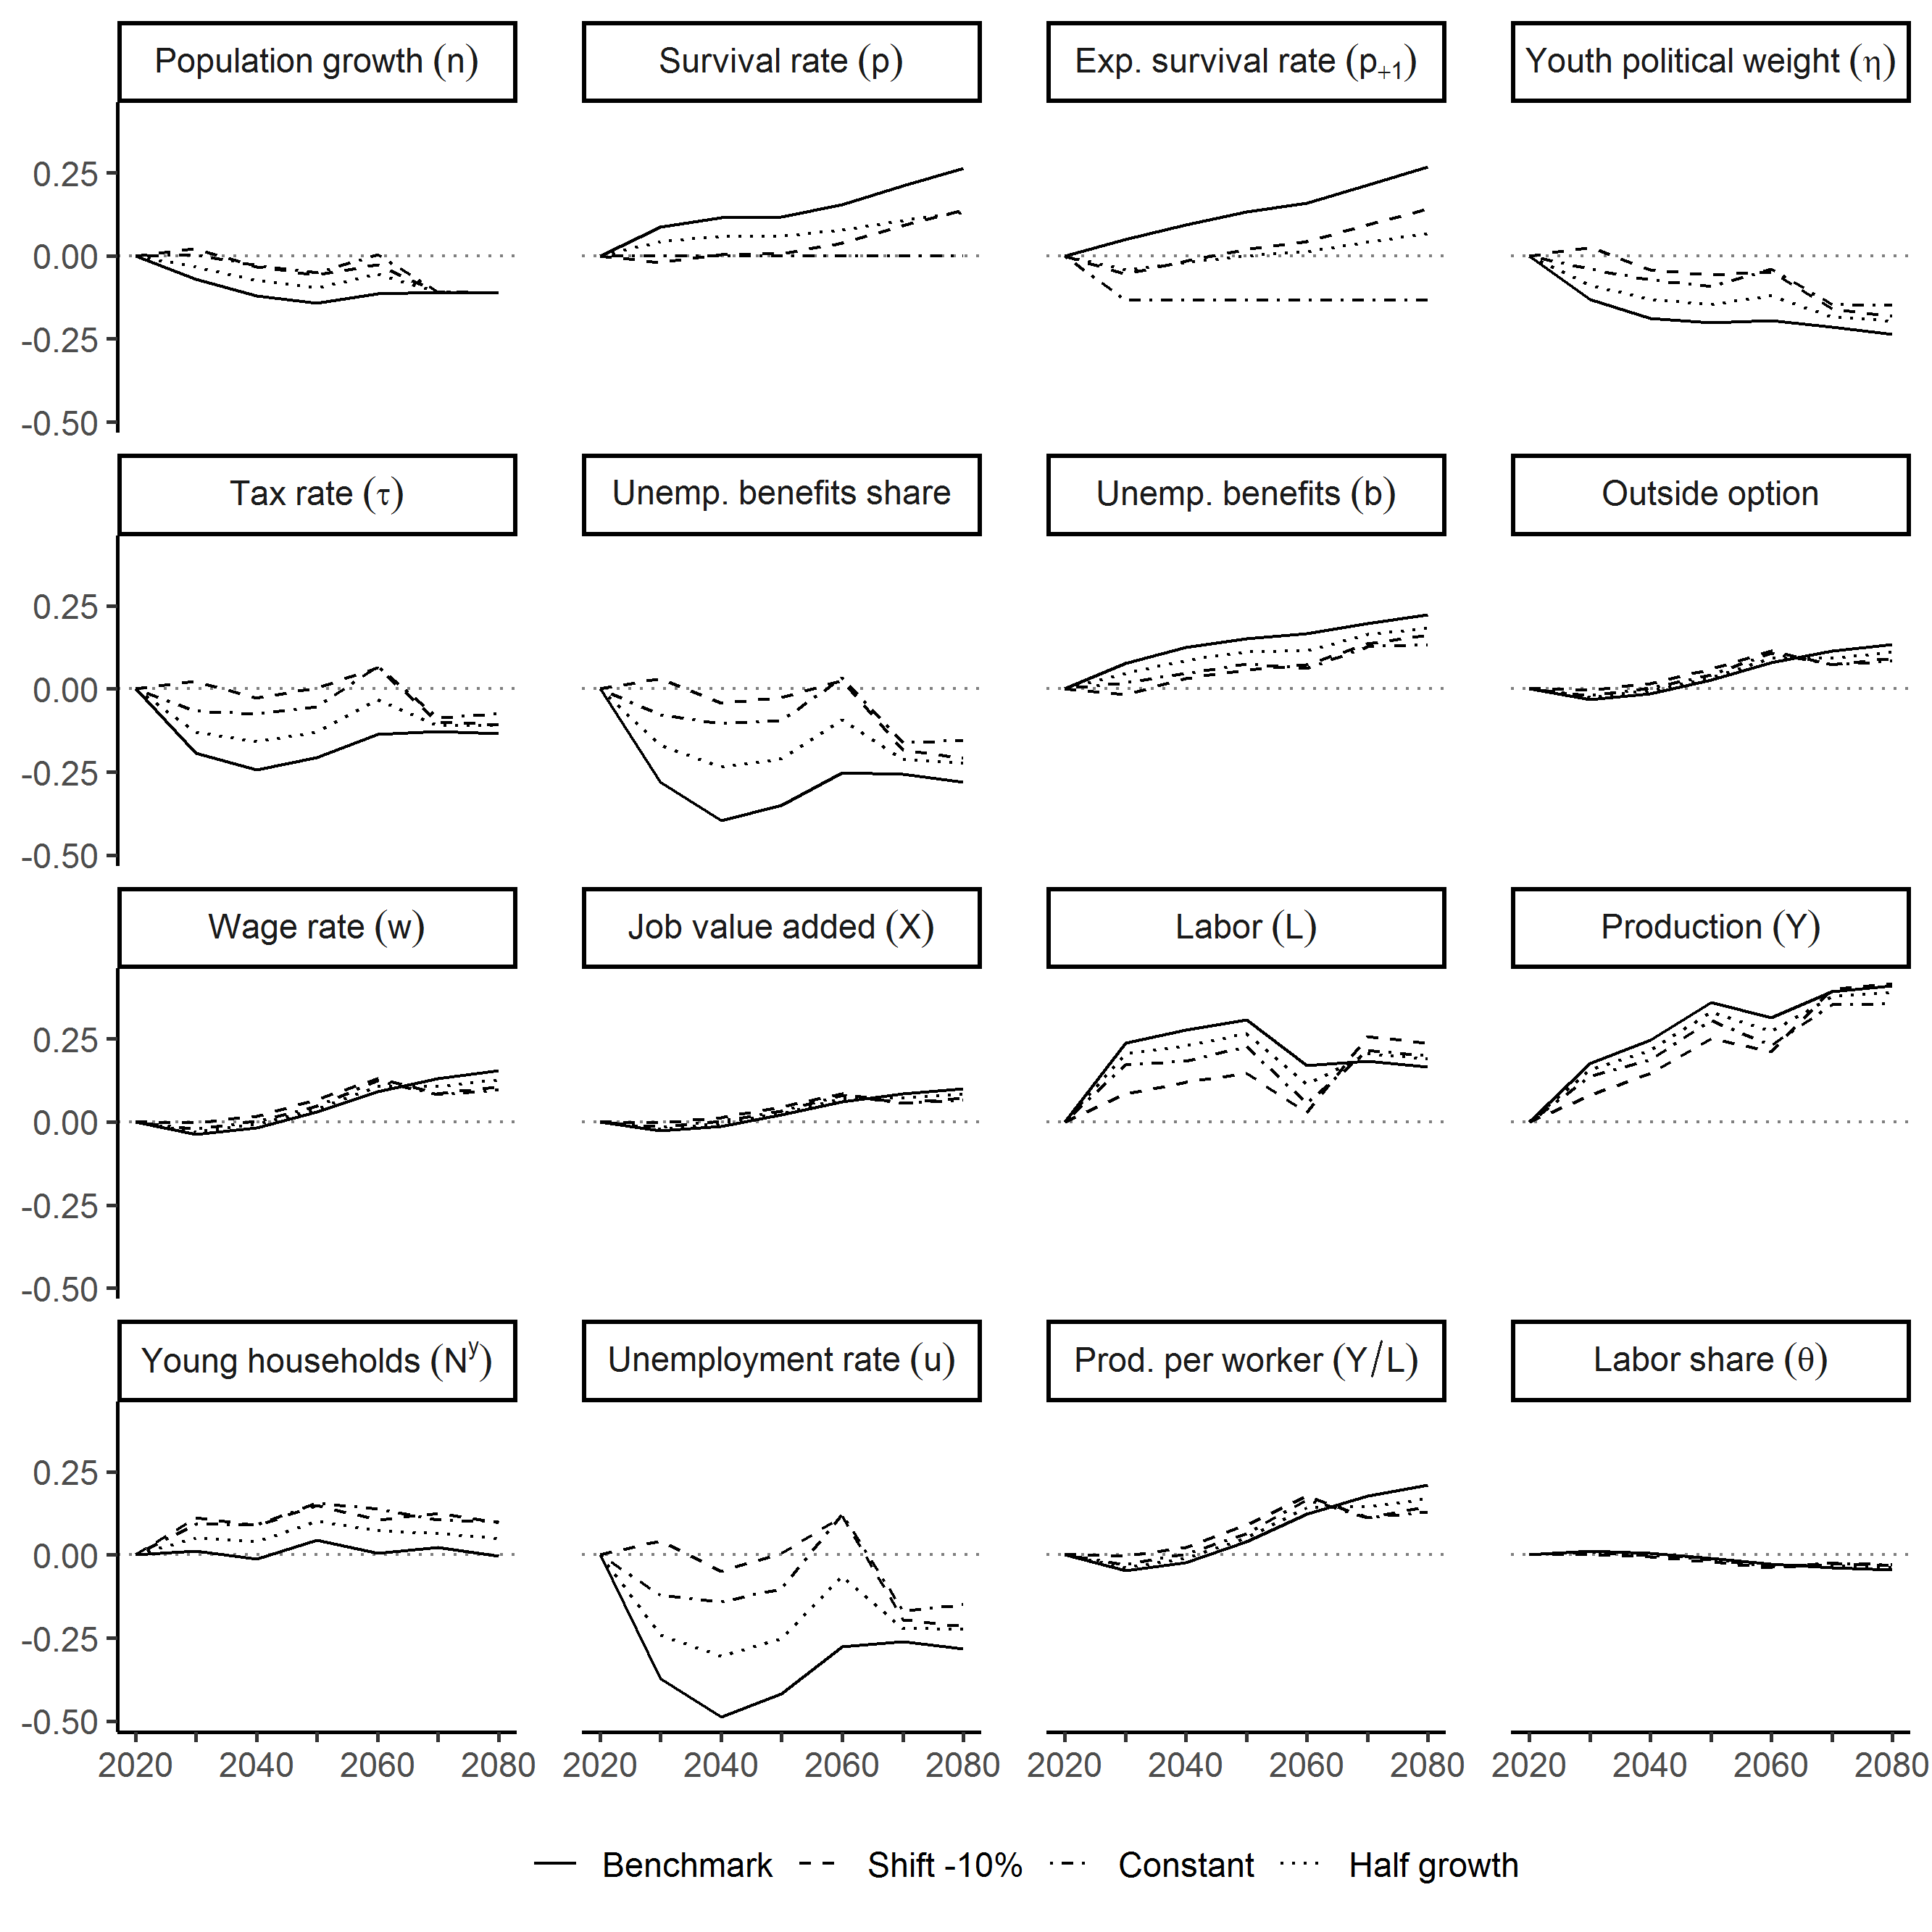 Population growth (n)
Survival rate (p)
Exp. survival rate (p+1)
Youth political weight (η)
0.25
0.00
-0.25
-0.50
Tax rate (τ)
Unemp. benefits share
Unemp. benefits (b)
Outside option
0.25
0.00
-0.25
-0.50
Wage rate (w)
Job value added (X)
Labor (L)
Production (Y)
0.25
0.00
-0.25
-0.50
Young households (Nʸ)
Unemployment rate (u)
Prod. per worker (Y/L)
Labor share (θ)
0.25
0.00
-0.25
-0.50
2020 2040 2060 2080 2020 2040 2060 2080 2020 2040 2060 2080 2020 2040 2060 2080
Benchmark Shift -10% Constant Half growth